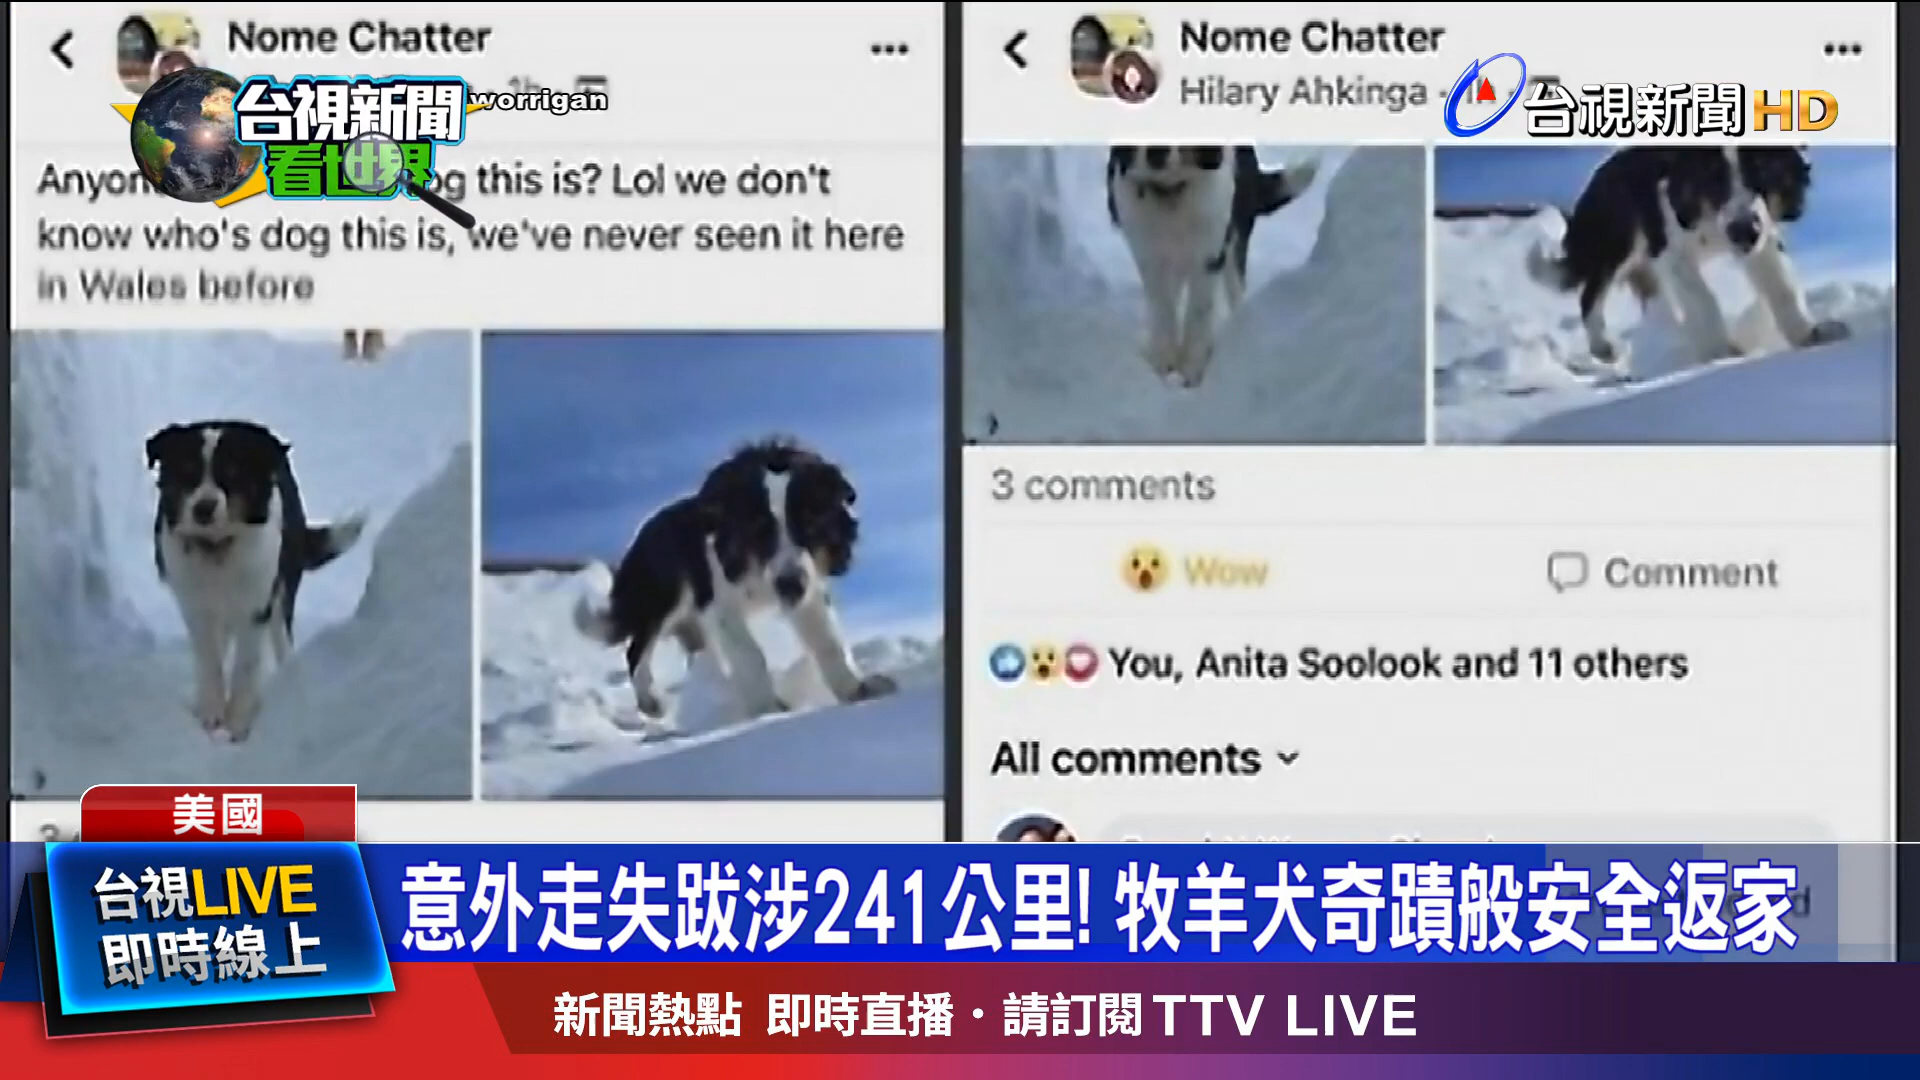 Nome Chatter
worrigan
台視新聞
看世界
this is? Lol we don't
know who's dog this is, we've never seen it here
in Wales before
Nome Chatter
Hilary Ahkinga
台視新聞HD
3 comments
Wow
Comment
You, Anita Soolook and 11 others
All comments
美國
台視LIVE
即時線上
意外走失跋涉241公里! 牧羊犬奇蹟般安全返家
新聞熱點 即時直播・請訂閱TTV LIVE